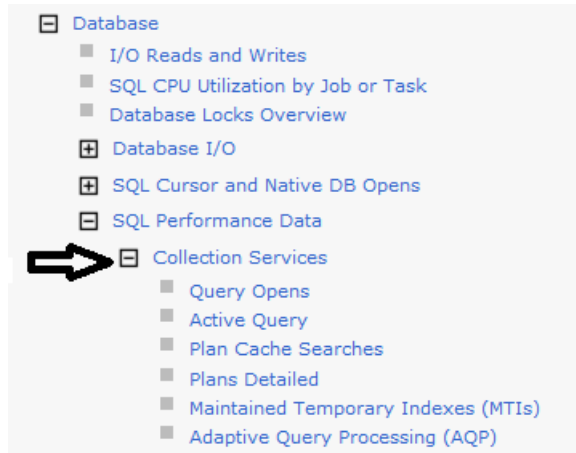 Database
I/O Reads and Writes
SQL CPU Utilization by Job or Task
Database Locks Overview
Database I/O
SQL Cursor and Native DB Opens
SQL Performance Data
Collection Services
Query Opens
Active Query
Plan Cache Searches
Plans Detailed
Maintained Temporary Indexes (MTIs)
Adaptive Query Processing (AQP)